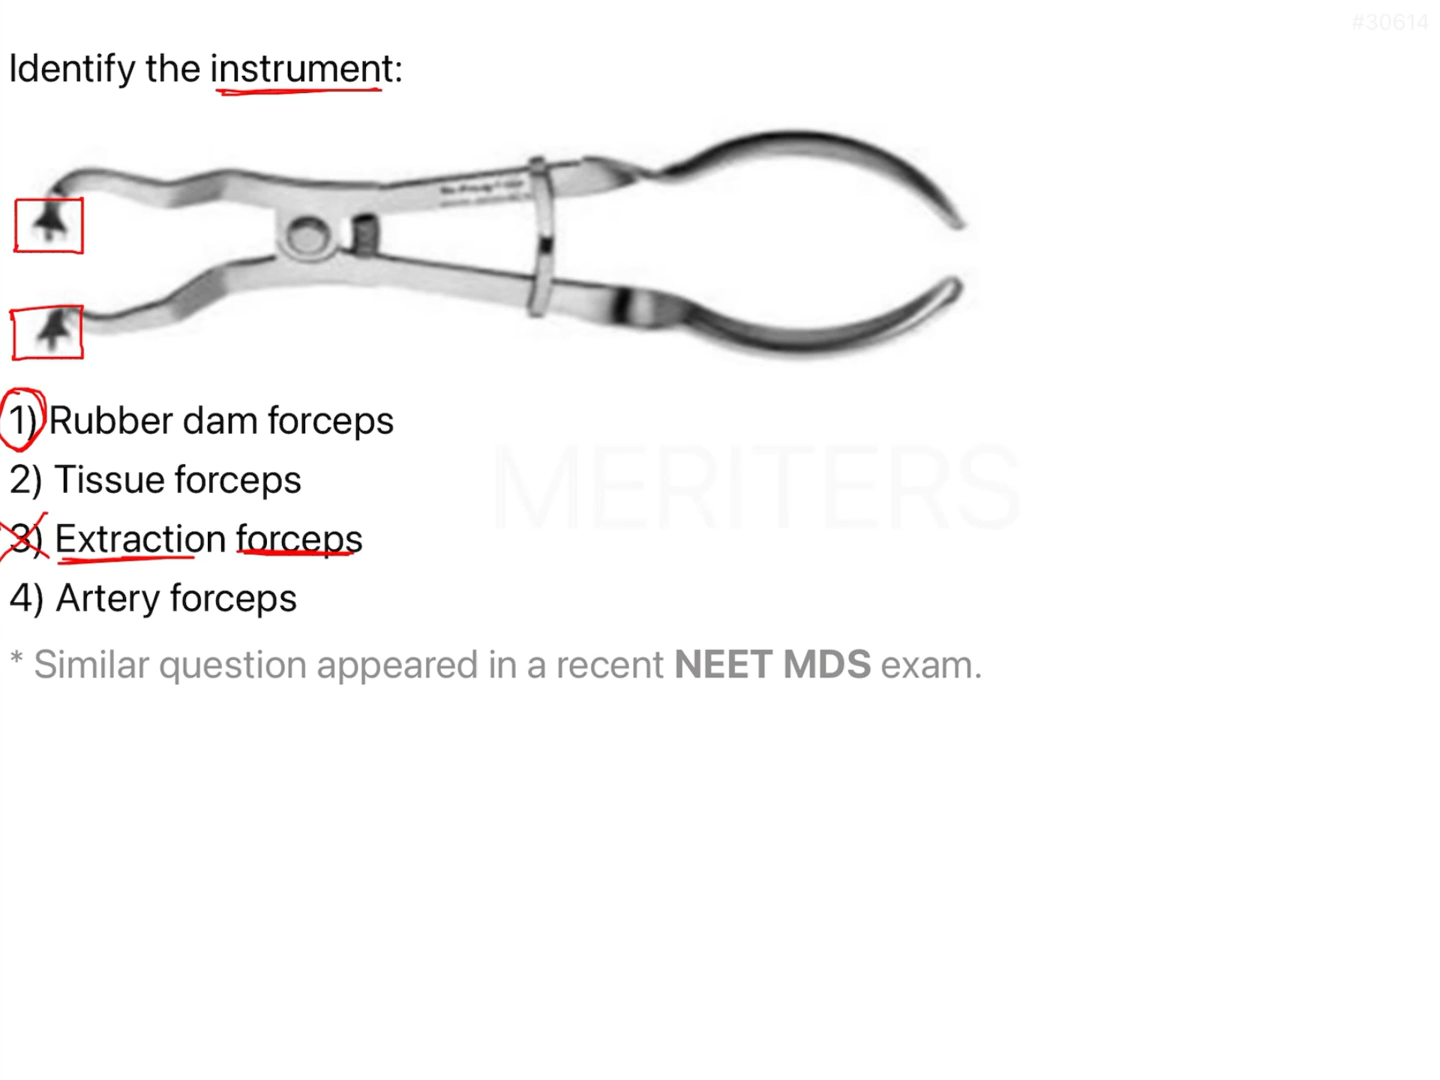 #30614
Identify the instrument:
1) Rubber dam forceps
2) Tissue forceps
MERITERS
3) Extraction forceps
4) Artery forceps
* Similar question appeared in a recent NEET MDS exam.